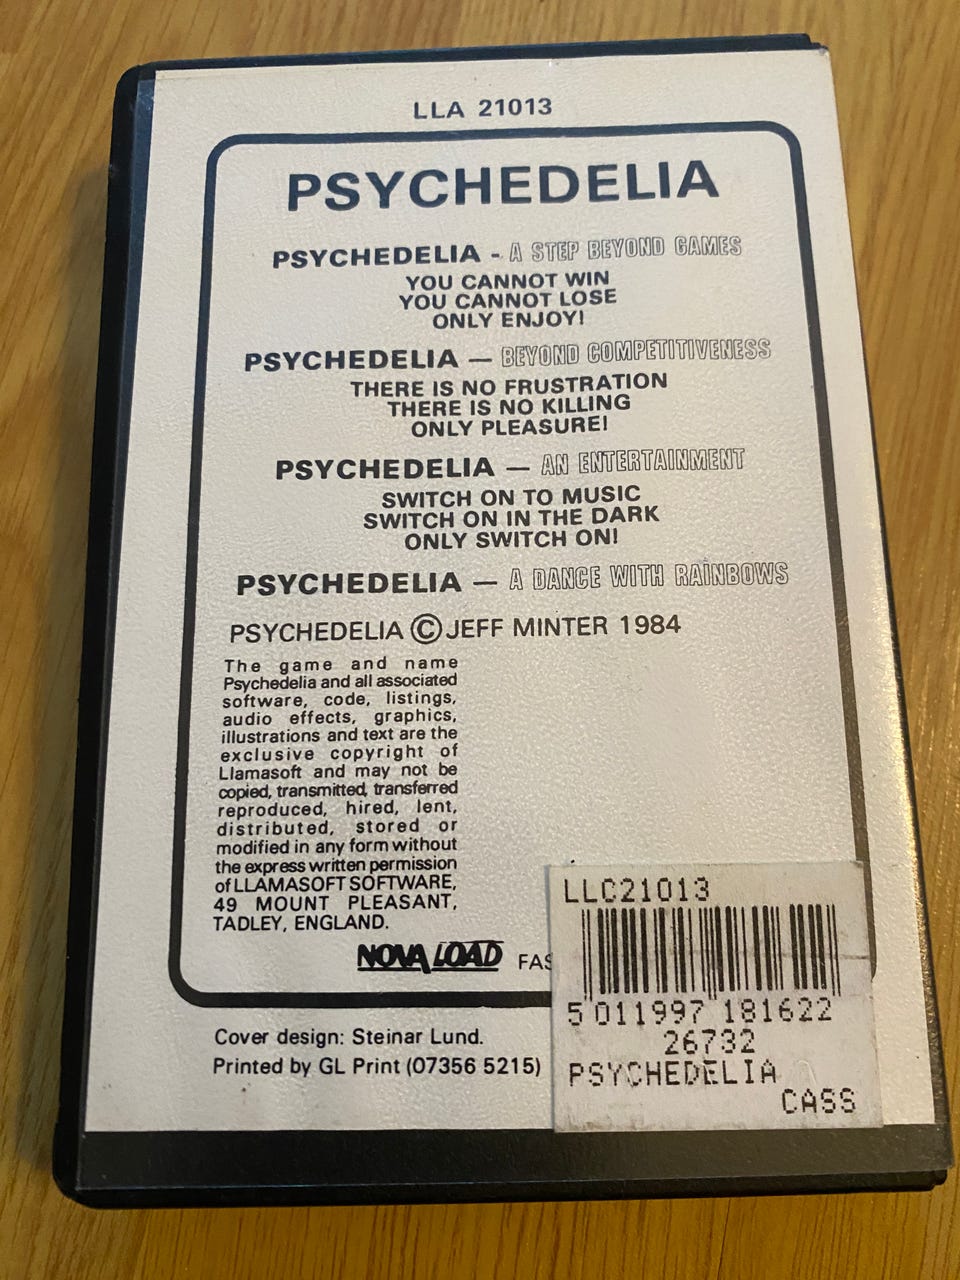 LLA 21013
PSYCHEDELIA
PSYCHEDELIA - A STEP BEYOND GAMES
YOU CANNOT WIN
YOU CANNOT LOSE
ONLY ENJOY!
PSYCHEDELIA — BEYOND COMPETITIVENESS
THERE IS NO FRUSTRATION
THERE IS NO KILLING
ONLY PLEASURE!
PSYCHEDELIA — AN ENTERTAINMENT
SWITCH ON TO MUSIC
SWITCH ON IN THE DARK
ONLY SWITCH ON!
PSYCHEDELIA — A DANCE WITH RAINBOWS
PSYCHEDELIA © JEFF MINTER 1984
The game and name
Psychedelia and all associated
software, code, listings,
audio effects, graphics,
illustrations and text are the
exclusive copyright of
Llamasoft and may not be
copied, transmitted, transferred
reproduced, hired, lent,
distributed, stored or
modified in any form without
the express written permission
of LLAMASOFT SOFTWARE,
49 MOUNT PLEASANT,
TADLEY, ENGLAND.
NOVA LOAD FAS
Cover design: Steinar Lund.
Printed by GL Print (07356 5215)
LLC21013
5 011997 181622
26732
PSYCHEDELIA
CASS